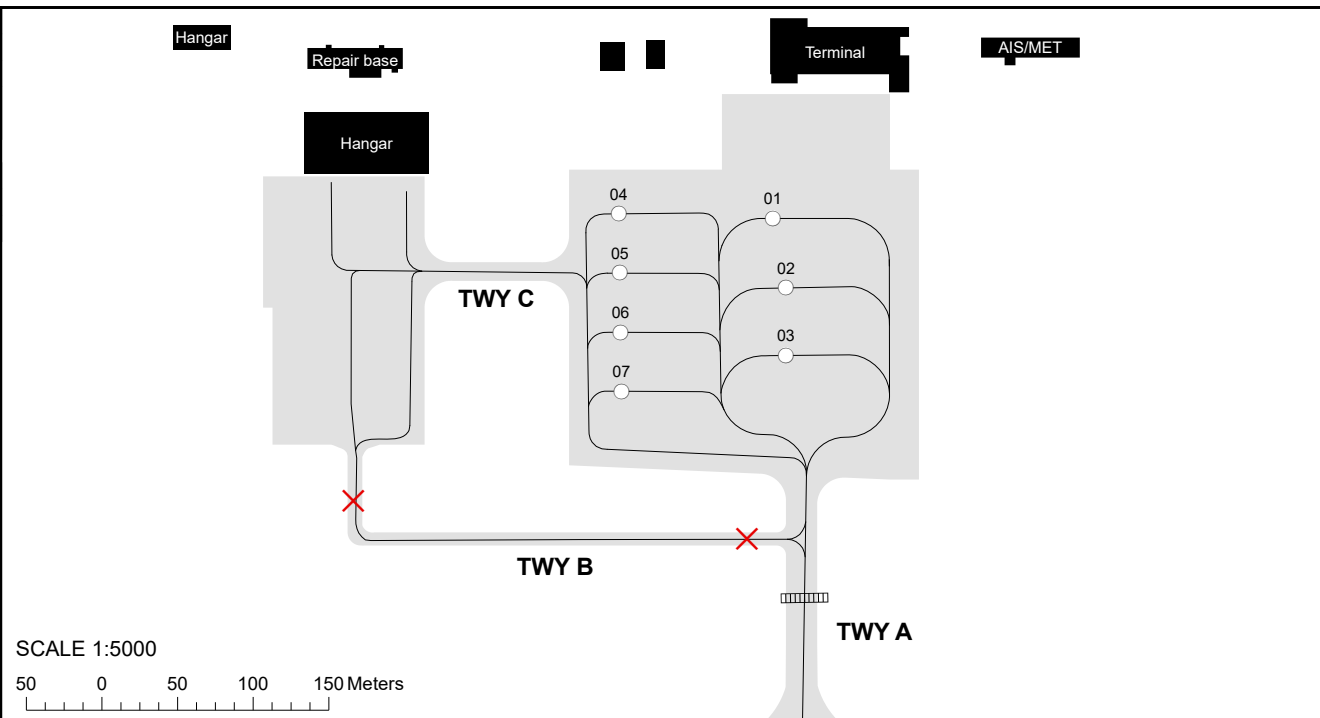 Hangar
Repair base
Terminal
AIS/MET
Hangar
04
01
05
02
TWY C
06
03
07
TWY B
TWY A
SCALE 1:5000
50 0 50 100 150 Meters